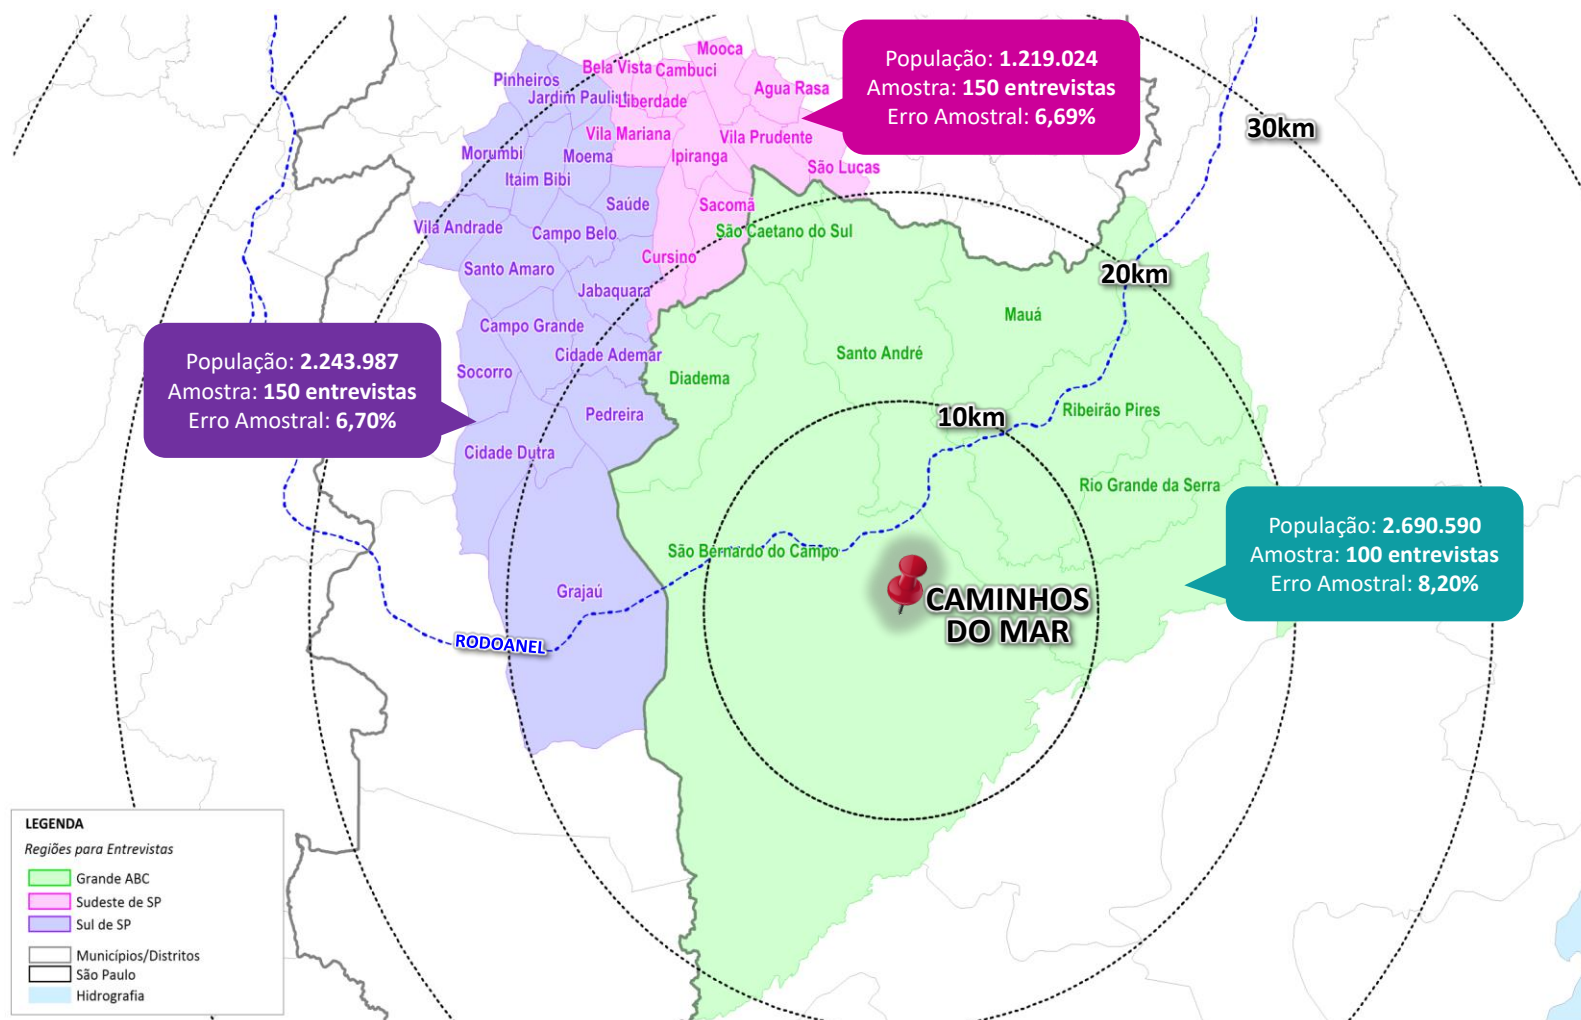 População: 1.219.024
Amostra: 150 entrevistas
Erro Amostral: 6,69%
Mooca
Bela Vista
Cambuci
Pinheiros
Agua Rasa
Jardim Paulist
Liberdade
30km
Vila Mariana
Vila Prudente
Morumbi
Moema
Ipiranga
São Lucas
Itaim Bibi
Saúde
Sacomã
Vila Andrade
Campo Belo
São Caetano do Sul
Cursino
Santo Amaro
20km
Jabaquara
Mauá
Campo Grande
População: 2.243.987
Amostra: 150 entrevistas
Erro Amostral: 6,70%
Cidade Ademar
Santo André
Socorro
Diadema
Pedreira
10km
Ribeirão Pires
Cidade Dutra
Rio Grande da Serra
População: 2.690.590
Amostra: 100 entrevistas
Erro Amostral: 8,20%
São Bernardo do Campo
Grajaú
CAMINHOS
DO MAR
RODOANEL
LEGENDA
Regiões para Entrevistas
Grande ABC
Sudeste de SP
Sul de SP
Municípios/Distritos
São Paulo
Hidrografia